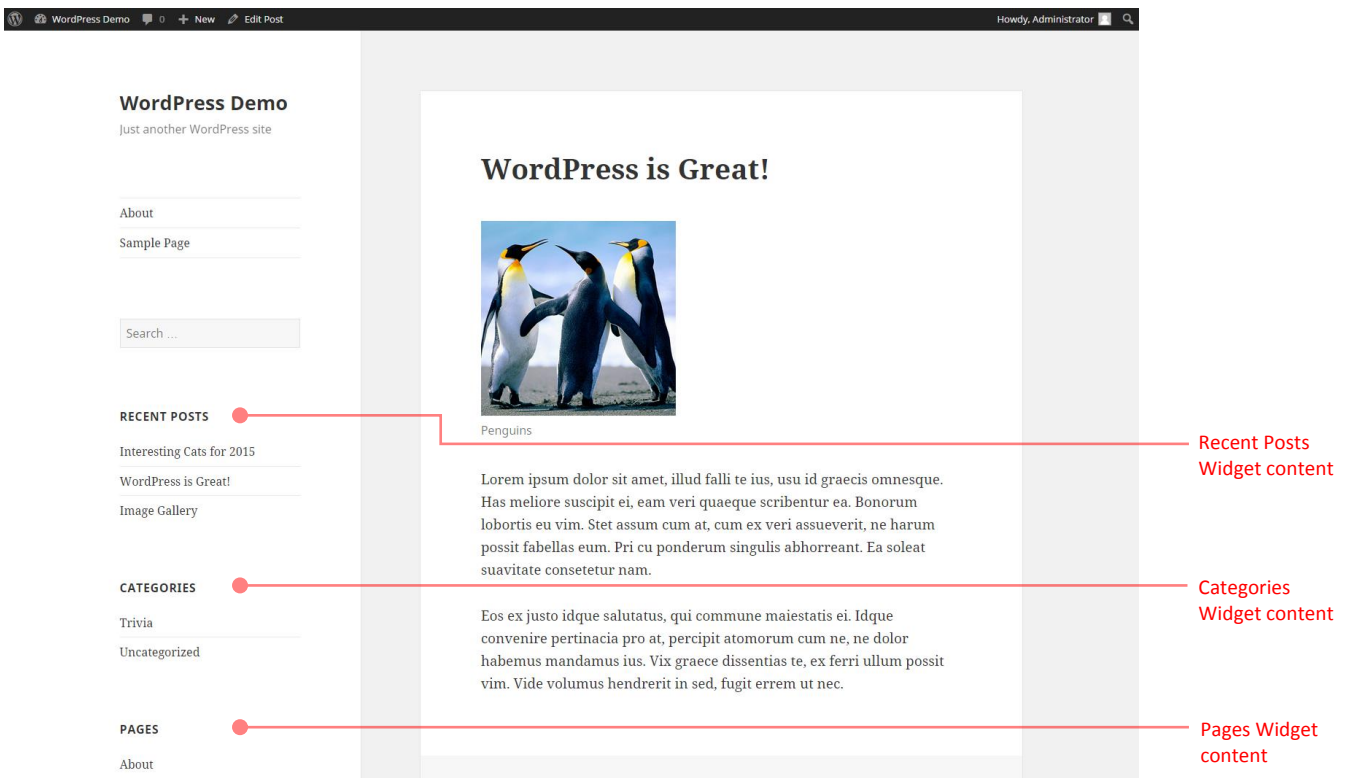 WordPress Demo 0 New Edit Post Howdy, Administrator
WordPress Demo
Just another WordPress site
About
Sample Page
Search ...
RECENT POSTS
Interesting Cats for 2015
WordPress is Great!
Image Gallery
CATEGORIES
Trivia
Uncategorized
PAGES
About
WordPress is Great!
Penguins
Lorem ipsum dolor sit amet, illud falli te ius, usu id graecis omnesque.
Has meliore suscipit ei, eam veri quaeque scribentur ea. Bonorum
lobortis eu vim. Stet assum cum at, cum ex veri assueverit, ne harum
possit fabellas eum. Pri cu ponderum singulis abhorreant. Ea soleat
suavitate consetetur nam.
Eos ex justo idque salutatus, qui commune maiestatis ei. Idque
convenire pertinacia pro at, percipit atomorum cum ne, ne dolor
habemus mandamus ius. Vix graece dissentias te, ex ferri ullum possit
vim. Vide volumus hendrerit in sed, fugit errem ut nec.
Recent Posts
Widget content
Categories
Widget content
Pages Widget
content